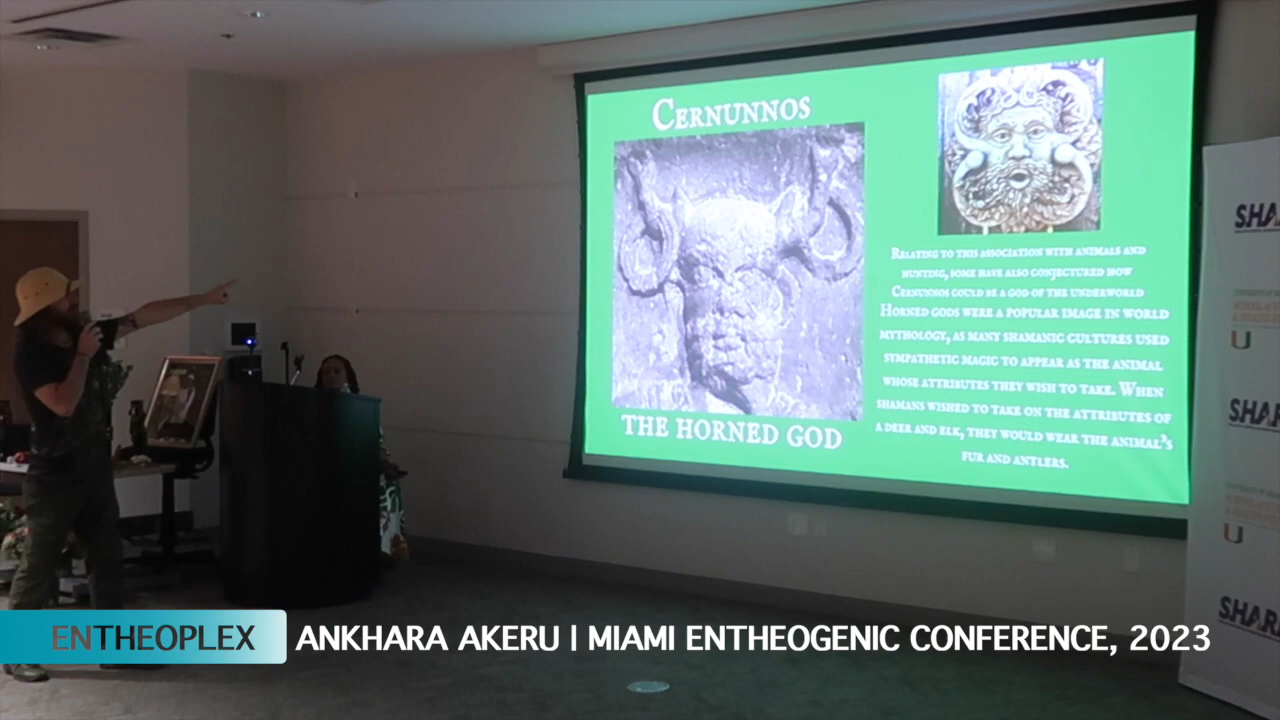 CERNUNNOS
THE HORNED GOD
RELATING TO THIS ASSOCIATION WITH ANIMALS AND
HUNTING, SOME HAVE ALSO CONJECTURED HOW
CERNUNNOS COULD BE A GOD OF THE UNDERWORLD
HORNED GODS WERE A POPULAR IMAGE IN WORLD
MYTHOLOGY, AS MANY SHAMANIC CULTURES USED
SYMPATHETIC MAGIC TO APPEAR AS THE ANIMAL
WHOSE ATTRIBUTES THEY WISH TO TAKE. WHEN
SHAMANS WISHED TO TAKE ON THE ATTRIBUTES OF
A DEER AND ELK, THEY WOULD WEAR THE ANIMAL'S
FUR AND ANTLERS.
ENTHEOPLEX
ANKHARA AKERU | MIAMI ENTHEOGENIC CONFERENCE, 2023